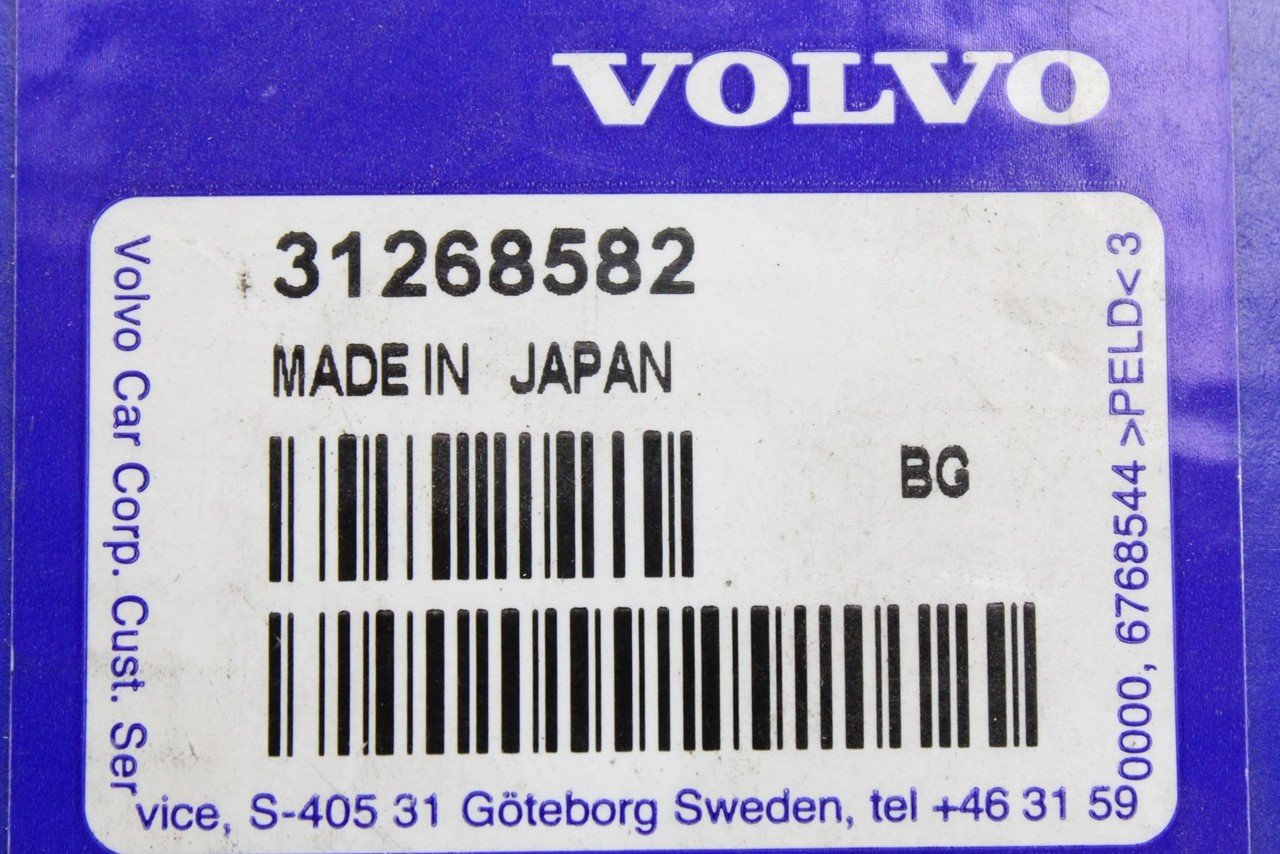 VOLVO
31268582
MADE IN JAPAN
BG
Volvo Car Corp. Cust. Ser
vice, S-405 31 Göteborg Sweden, tel +46 31 59
0000, 6768544 >PELD< 3